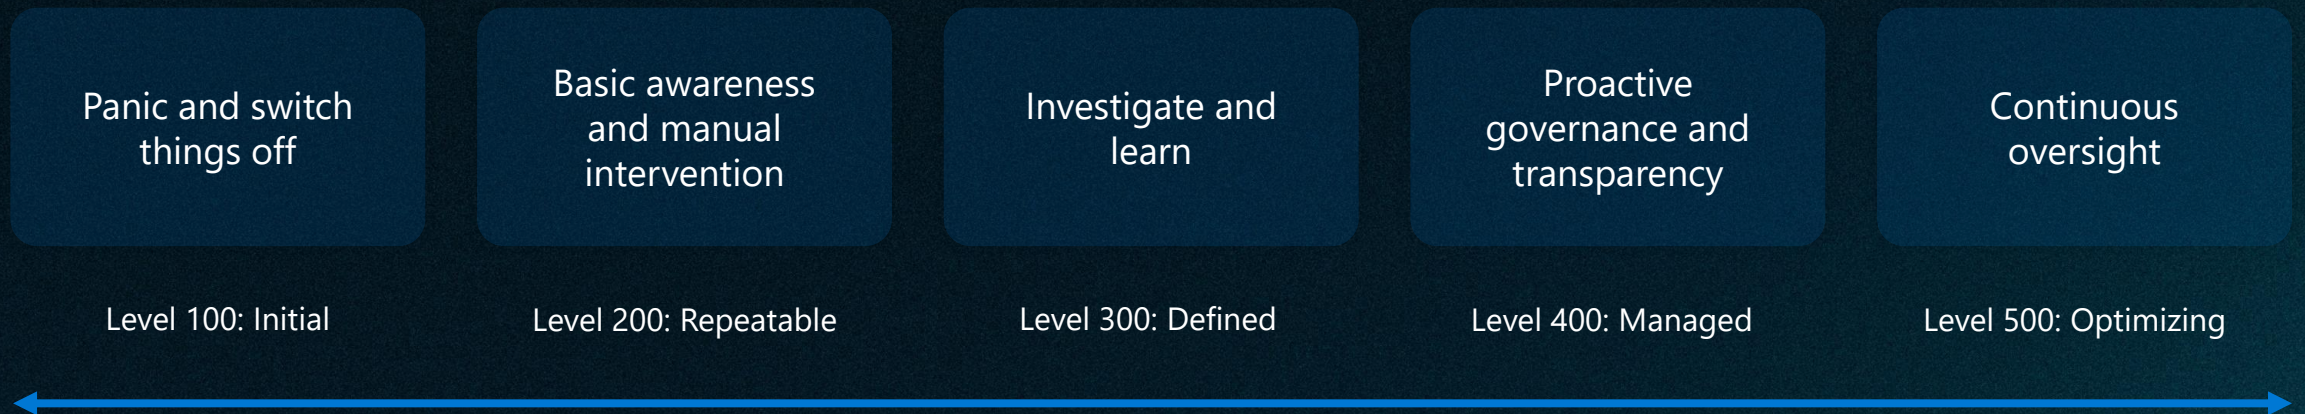 Panic and switch
things off
Basic awareness
and manual
intervention
Investigate and
learn
Proactive
governance and
transparency
Continuous
oversight
Level 100: Initial
Level 200: Repeatable
Level 300: Defined
Level 400: Managed
Level 500: Optimizing